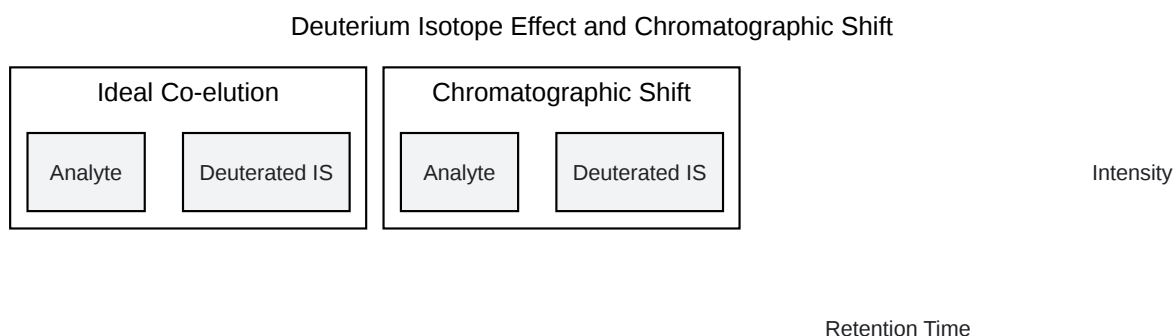 Deuterium Isotope Effect and Chromatographic Shift
Ideal Co-elution
Analyte
Deuterated IS
Chromatographic Shift
Analyte
Deuterated IS
Intensity
Retention Time